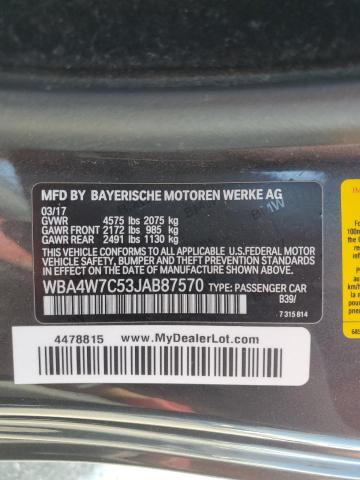 MFD BY BAYERISCHE MOTOREN WERKE AG
03/17
GVWR 4575 lbs 2075 kg
GAWR FRONT 2172 lbs 985 kg
GAWR REAR 2491 lbs 1130 kg
THIS VEHICLE CONFORMS TO ALL APPLICABLE U.S.FEDERAL MOTOR
VEHICLE SAFETY, BUMPER AND THEFT PREVENTION STANDARDS IN
EFFECT ON THE DATE OF MANUFACTURE SHOWN ABOVE.
WBA4W7C53JAB87570 TYPE: PASSENGER CAR
B39/
7 315 814
4478815 www.MyDealerLot.com